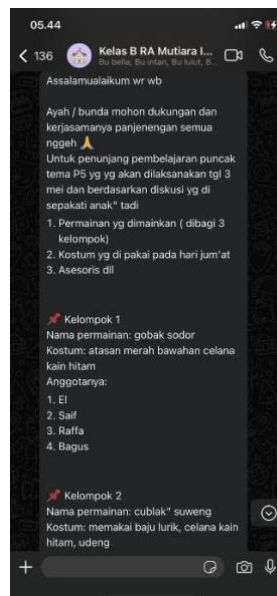 05.44
136
Kelas B RA Mutiara I...
Bu bella, Bu intan, Bu lulut, B...
Assalamualaikum wr wb
Ayah / bunda mohon dukungan dan
kerjasamanya panjenengan semua
nggeh 🙏
Untuk penunjang pembelajaran puncak
tema P5 yg yg akan dilaksanakan tgl 3
mei dan berdasarkan diskusi yg di
sepakati anak" tadi
1. Permainan yg dimainkan ( dibagi 3
kelompok)
2. Kostum yg di pakai pada hari jum'at
3. Asesoris dll
📌 Kelompok 1
Nama permainan: gobak sodor
Kostum: atasan merah bawahan celana
kain hitam
Anggotanya:
1. El
2. Saif
3. Raffa
4. Bagus
📌 Kelompok 2
Nama permainan: cublak" suweng
Kostum: memakai baju lurik, celana kain
hitam, udeng